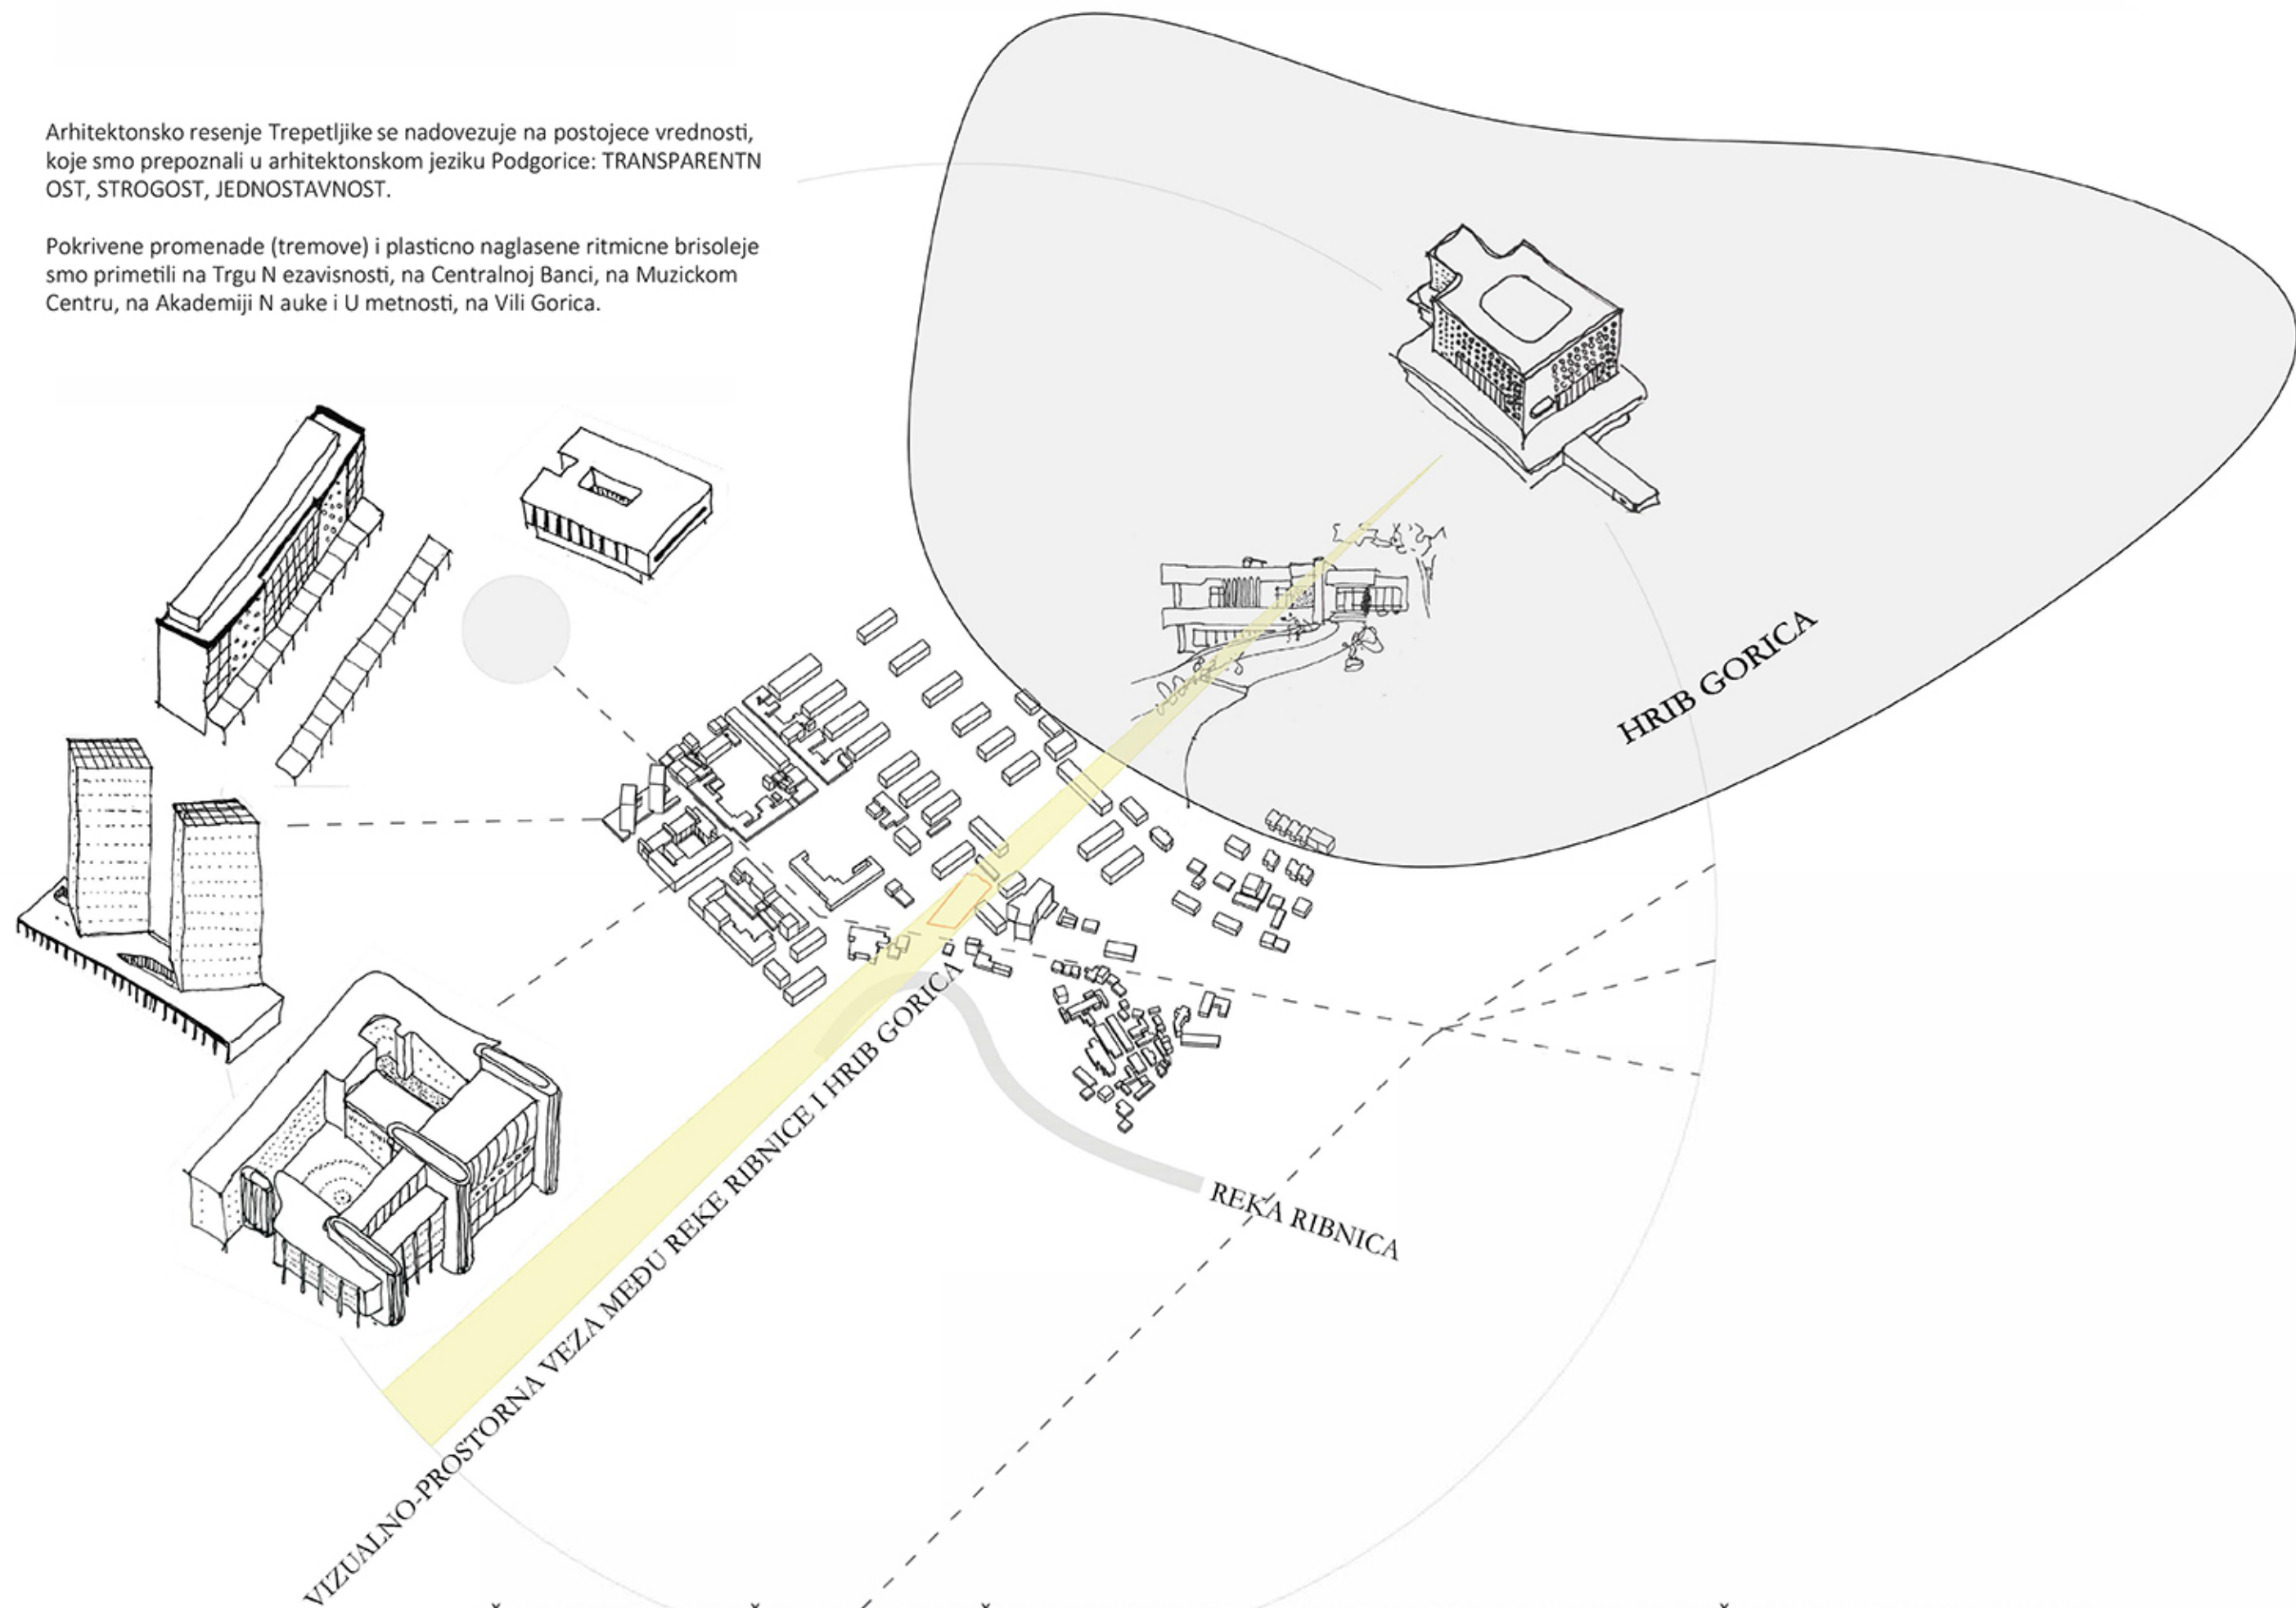 Arhitektonsko resenje Trepetljike se nadovezuje na postojece vrednosti,
koje smo prepoznali u arhitektonskom jeziku Podgorice: TRANSPARENTN
OST, STROGOST, JEDNOSTAVNOST.
Pokrivene promenade (tremove) i plasticno naglasene ritmicne brisoleje
smo primetili na Trgu N ezavisnosti, na Centralnoj Banci, na Muzickom
Centru, na Akademiji N auke i U metnosti, na Vili Gorica.
HRIB GORICA
VIZUALNO-PROSTORNA VEZA MEĐU REKE RIBNICE I HRIB GORICA
REKA RIBNICA